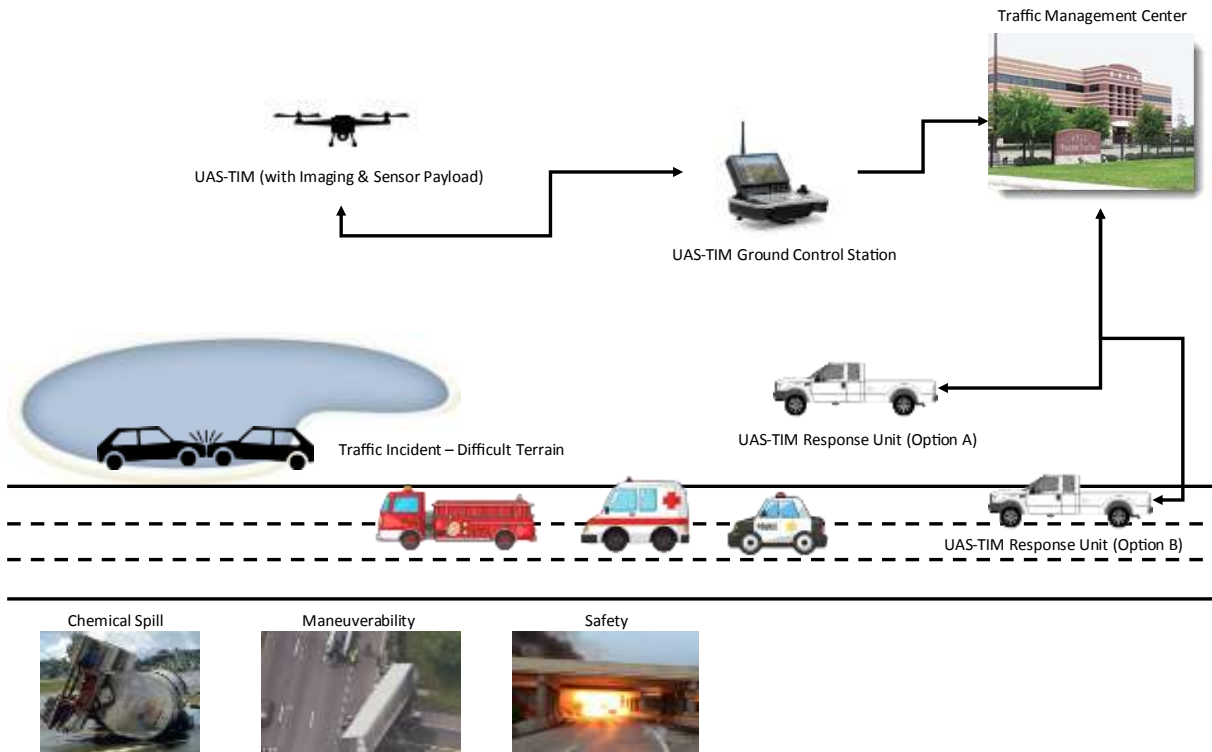 Traffic Management Center
UAS-TIM (with Imaging & Sensor Payload)
UAS-TIM Ground Control Station
Traffic Incident – Difficult Terrain
UAS-TIM Response Unit (Option A)
UAS-TIM Response Unit (Option B)
Chemical Spill
Maneuverability
Safety